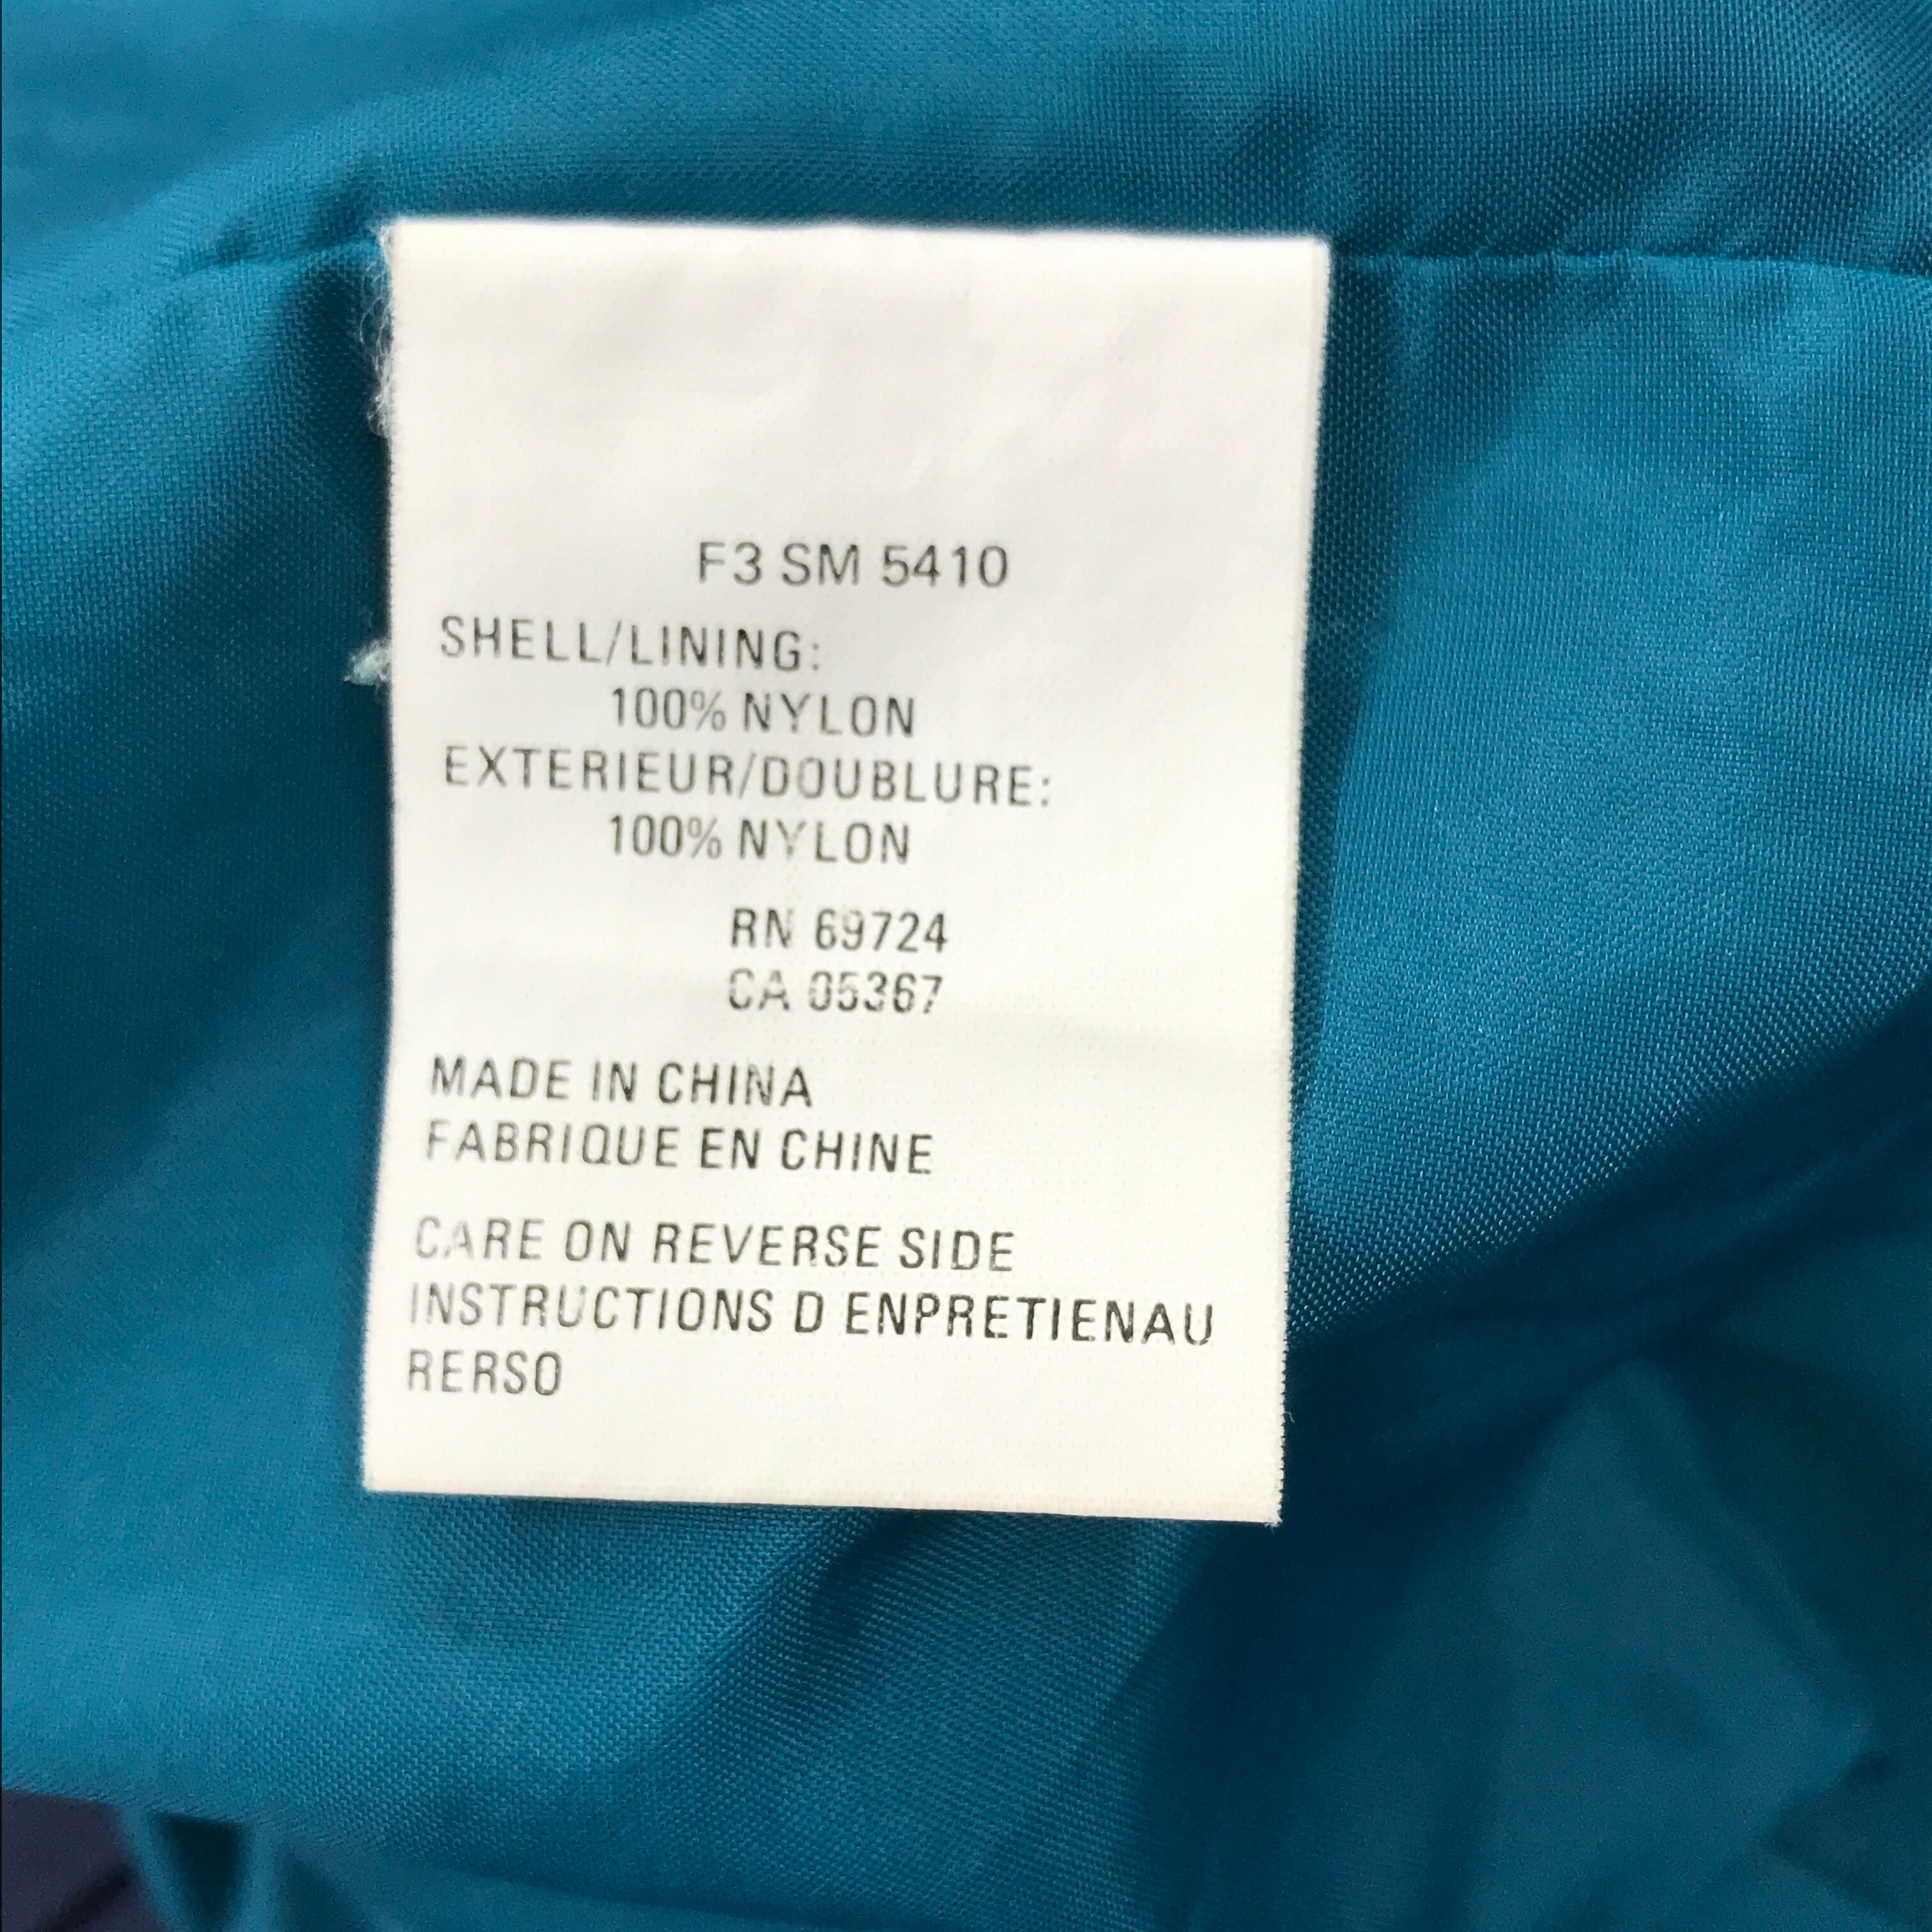 F3 SM 5410
SHELL/LINING:
100% NYLON
EXTERIEUR/DOUBLURE:
100% NYLON
RN 69724
CA 05367
MADE IN CHINA
FABRIQUE EN CHINE
CARE ON REVERSE SIDE
INSTRUCTIONS D ENPRETIENAU
RERSO